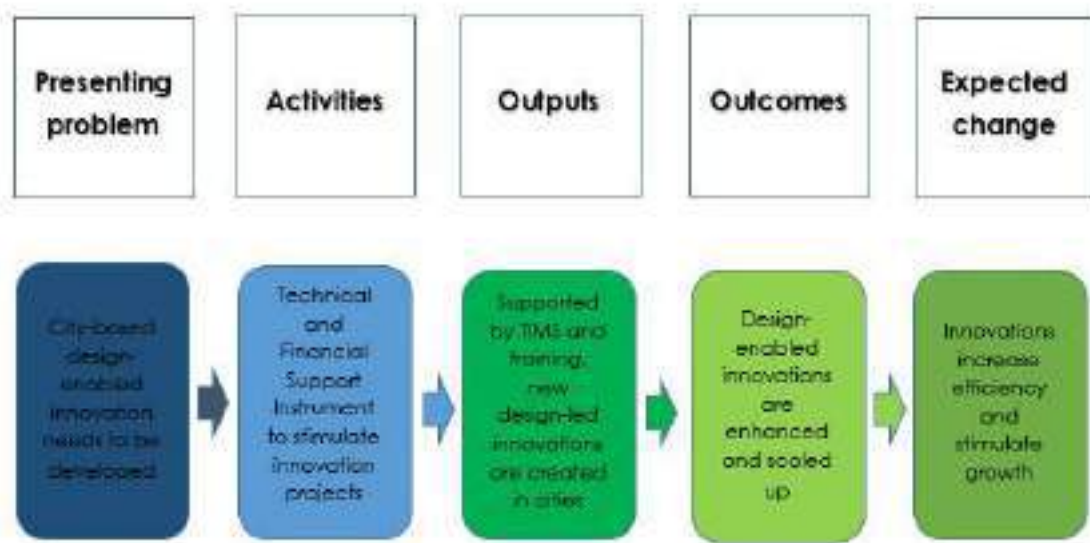 Presenting
problem
Activities
Outputs
Outcomes
Expected
change
City-based
design-
enabled
innovation
needs to be
developed
Technical
and
Financial
Support
Instrument
to stimulate
innovation
projects
Supported
by
and
training,
new
design-led
innovations
are created
in cities
Design-
enabled
innovations
are
enhanced
and scaled
up
Innovations
increase
efficiency
and
stimulate
growth